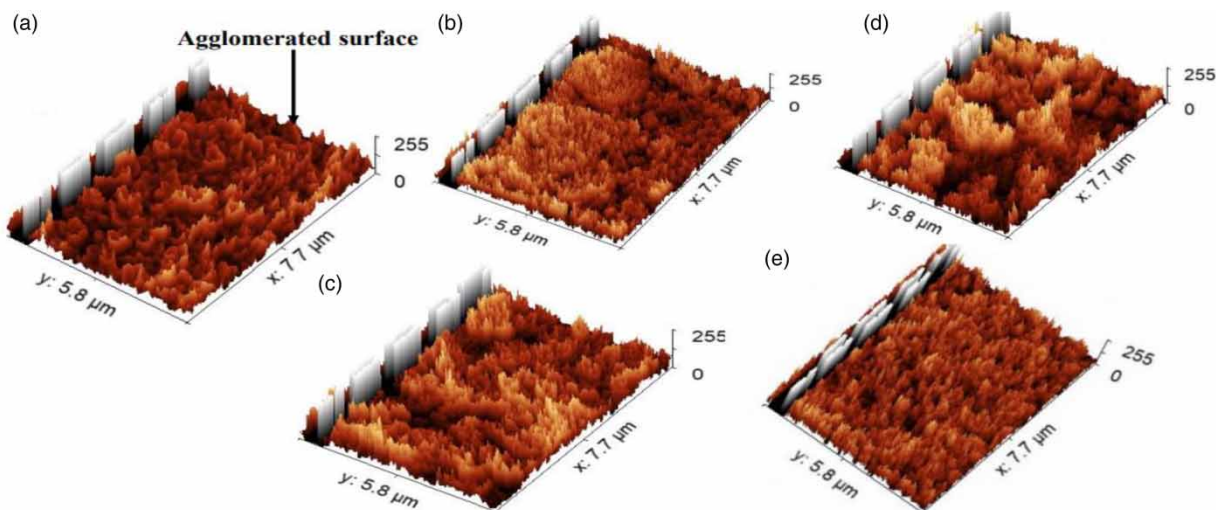 (a)
Agglomerated surface
255
0
x: 7.7 µm
y: 5.8 µm
(b)
255
0
x: 7.7 µm
y: 5.8 µm
(c)
255
0
x: 7.7 µm
y: 5.8 µm
(d)
255
0
x: 7.7 µm
y: 5.8 µm
(e)
255
0
x: 7.7 µm
y: 5.8 µm